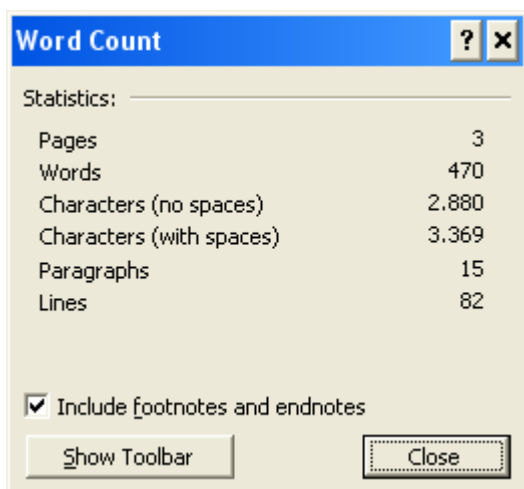 Word Count
Statistics:
Pages 3
Words 470
Characters (no spaces) 2.880
Characters (with spaces) 3.369
Paragraphs 15
Lines 82
Include footnotes and endnotes
Show Toolbar Close